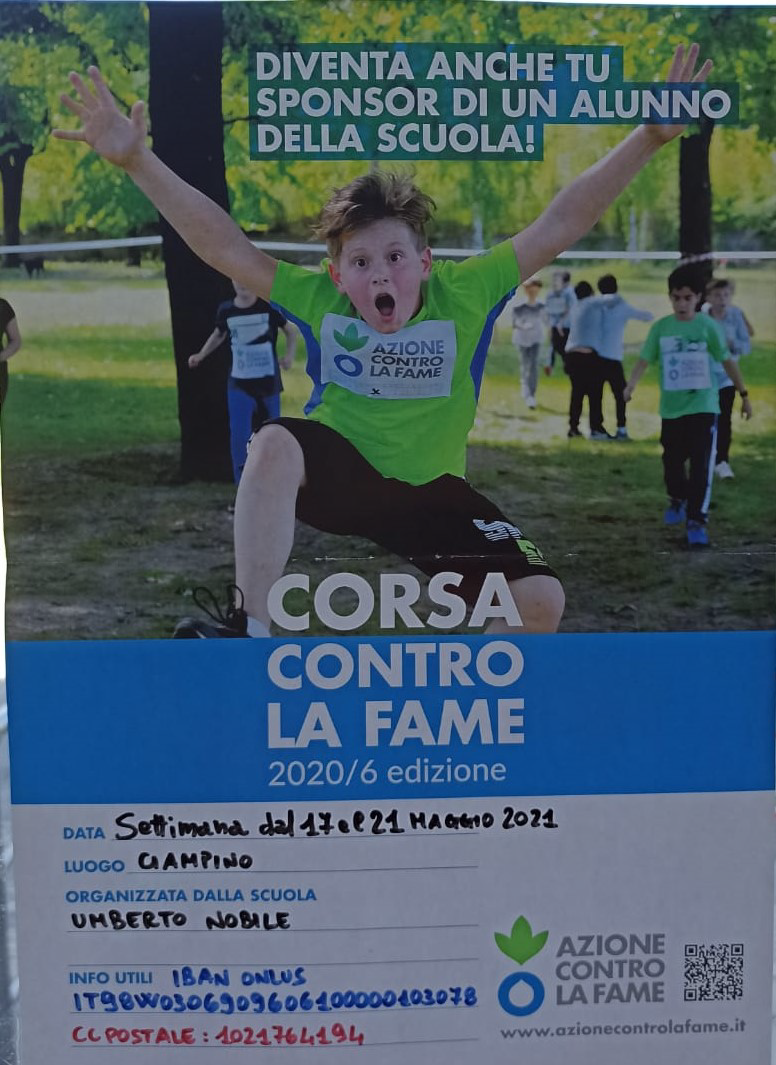 DIVENTA ANCHE TU
SPONSOR DI UN ALUNNO
DELLA SCUOLA!
AZIONE
CONTRO
LA FAME
CORSA
CONTRO
LA FAME
2020/6 edizione
DATA Settimana dal 17 al 21 MAGGIO 2021
LUOGO CIAMPINO
ORGANIZZATA DALLA SCUOLA
UMBERTO NOBILE
INFO UTILI IBAN ONLUS
IT98W0306909606100000103078
CC POSTALE: 1021764194
AZIONE
CONTRO
LA FAME
www.azionecontrolafame.it